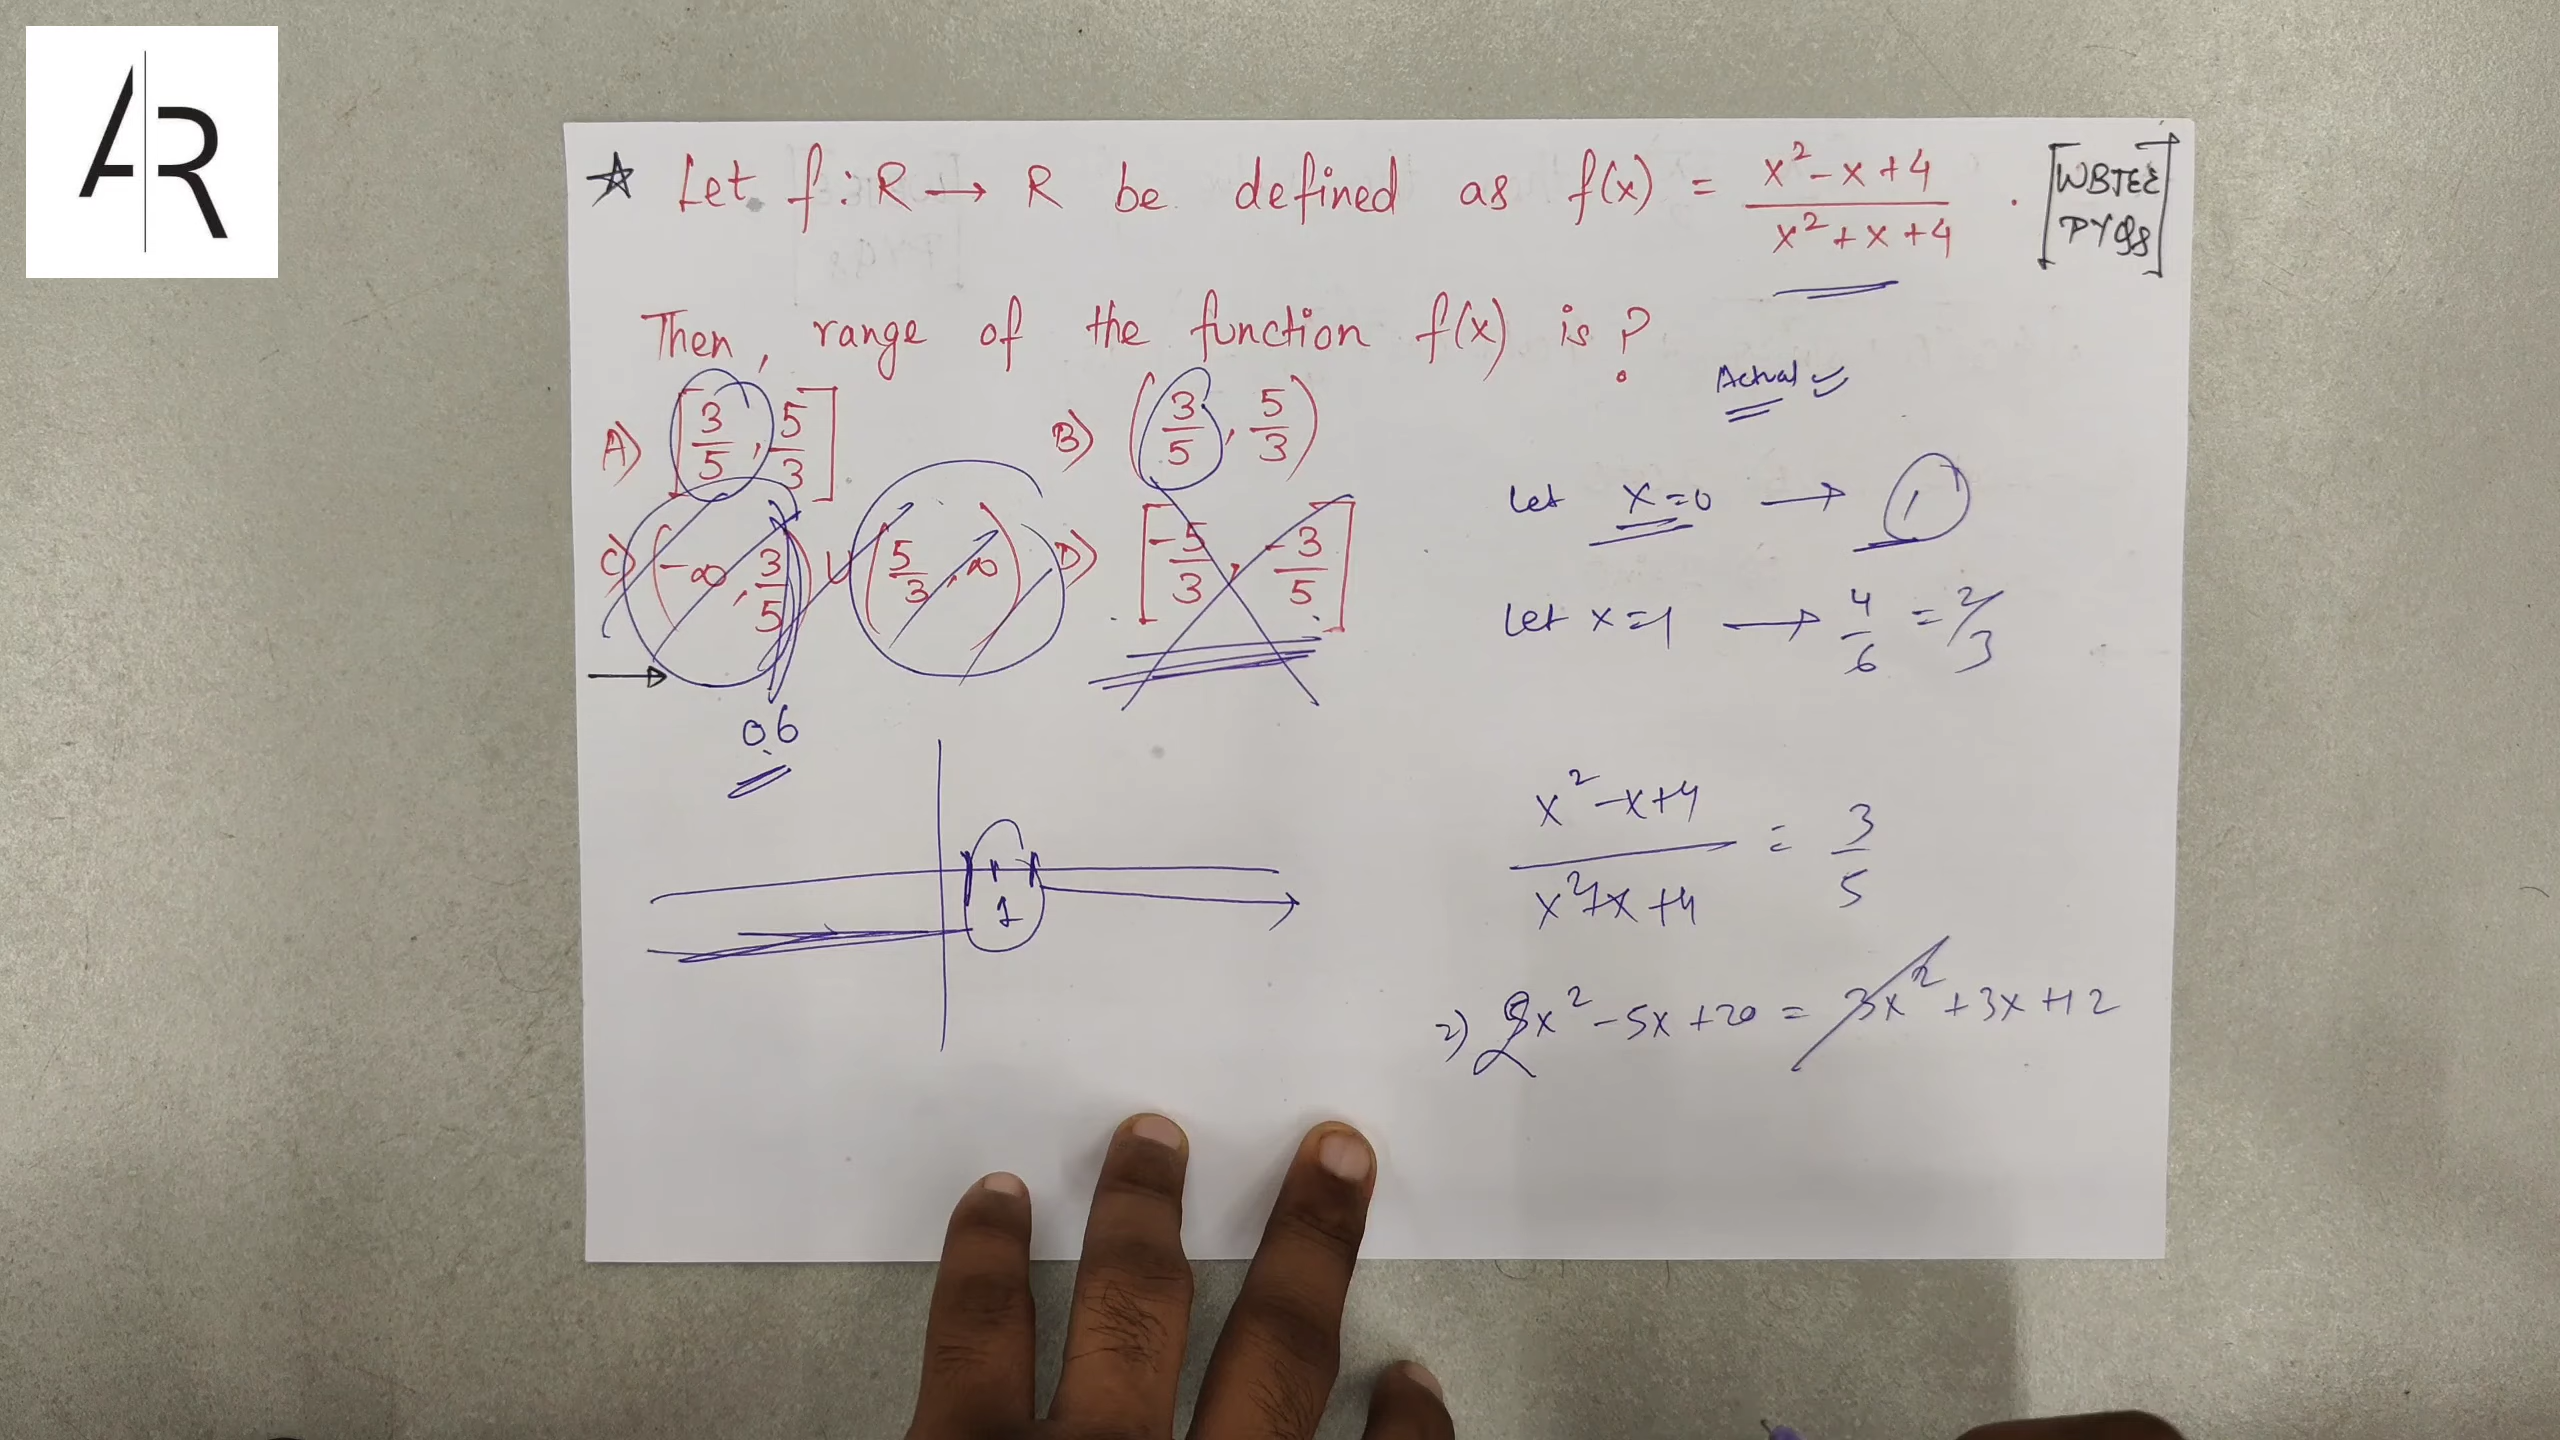 AR
☆ Let f : R → R be defined as f(x) = (x² - x + 4)/(x² + x + 4) . [WBJEE PYQs]
Then, range of the function f(x) is?
Actual
A) [3/5, 5/3] B) (3/5, 5/3)
Let x=0 → 1
C) (-∞, 3/5) ∪ (5/3, ∞) D) [-5/3, -3/5]
Let x=1 → 4/6 = 2/3
0.6
(x² - x + 4)/(x² + x + 4) = 3/5
1
2x² - 5x + 20 = 3x² + 3x + 12